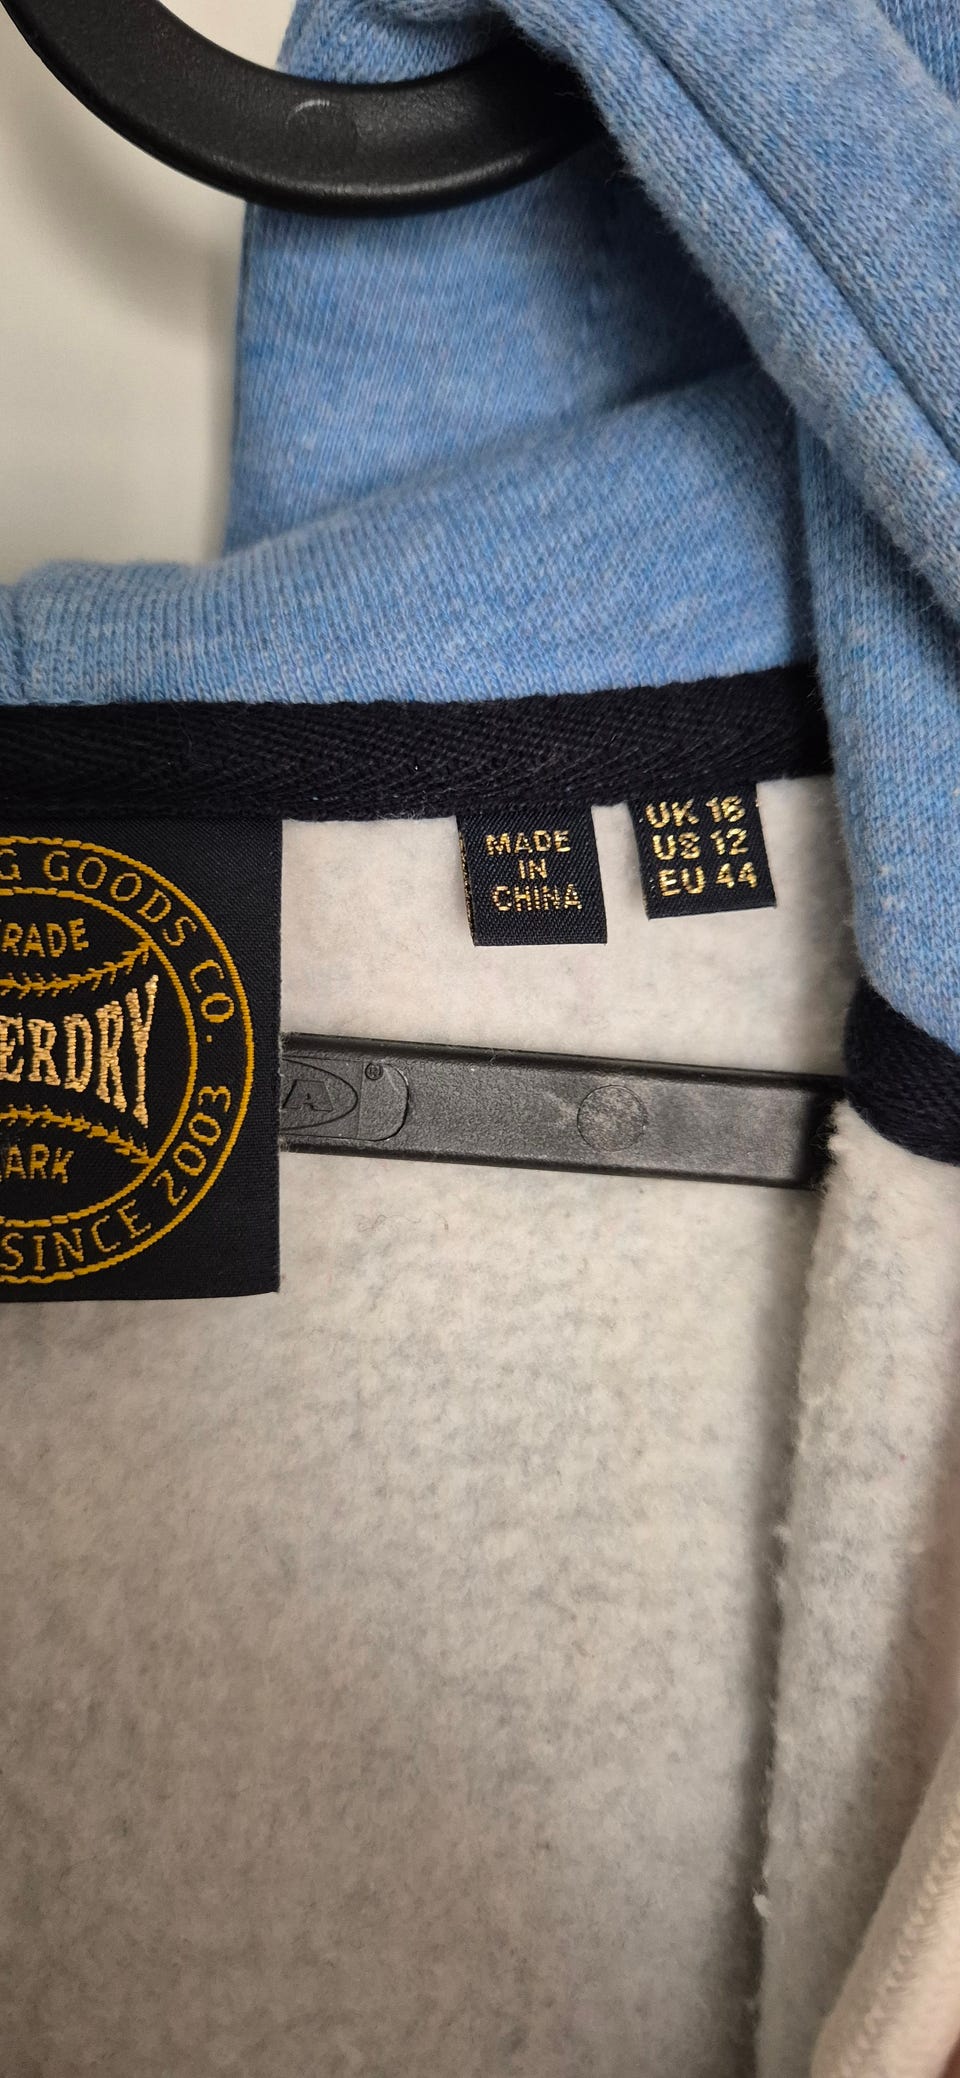 G GOODS CO.
RADE
ERDRY
ARK
SINCE 2003
MADE
IN
CHINA
UK 16
US 12
EU 44
A ®